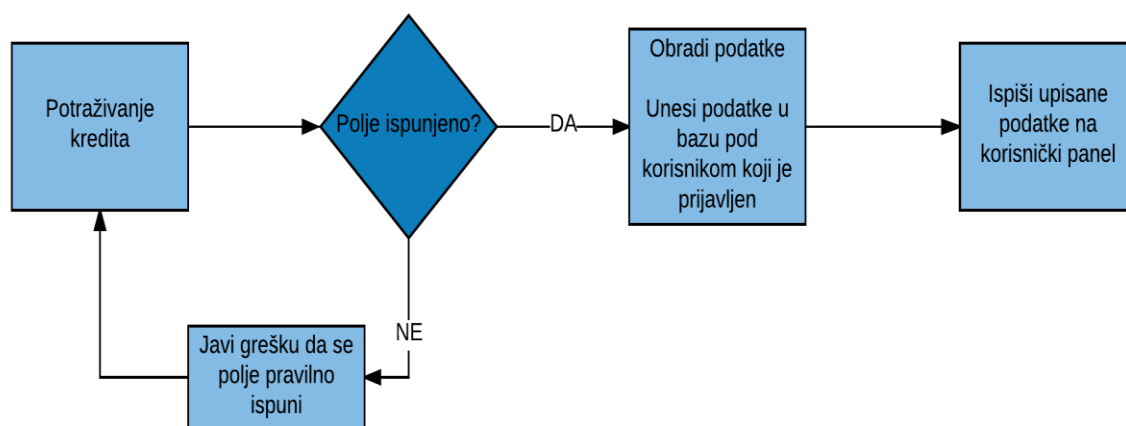 Potraživanje
kredita
Polje ispunjeno?
DA
Obradi podatke
Unesi podatke u
bazu pod
korisnikom koji je
prijavljen
Ispiši upisane
podatke na
korisnički panel
NE
Javi grešku da se
polje pravilno
ispuni